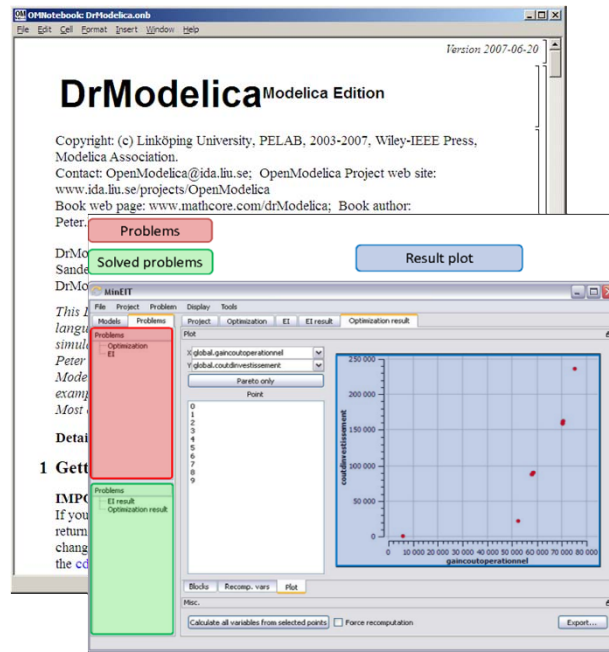 OMNotebook: DrModelica.onb
File Edit Cell Format Insert Window Help
Version 2007-06-20
DrModelica Modelica Edition
Copyright: (c) Linköping University, PELAB, 2003-2007, Wiley-IEEE Press,
Modelica Association.
Contact: OpenModelica@ida.liu.se; OpenModelica Project web site:
www.ida.liu.se/projects/OpenModelica
Book web page: www.mathcore.com/drModelica; Book author:
Peter
Problems
Result plot
Solved problems
MinEIT
File Project Problem Display Tools
Models Problems
Project Optimization EI EI result Optimization result
Problems
Optimization
EI
Plot
X global.gaincoutoperationnel
Y global.coutdinvestissement
Pareto only
Point
0
1
2
3
4
5
6
7
8
9
coutdinvestissement
250 000
200 000
150 000
100 000
50 000
0
0 10 000 20 000 30 000 40 000 50 000 60 000 70 000 80 000
gaincoutoperationnel
Problems
EI result
Optimization result
Blocks Recomp. vars Plot
Misc.
Calculate all variables from selected points Force recomputation Export...
This
langu
simul
Peter
Mode
examp
Most
Detai
1 Gett
IMPO
If you
return
chang
the cd